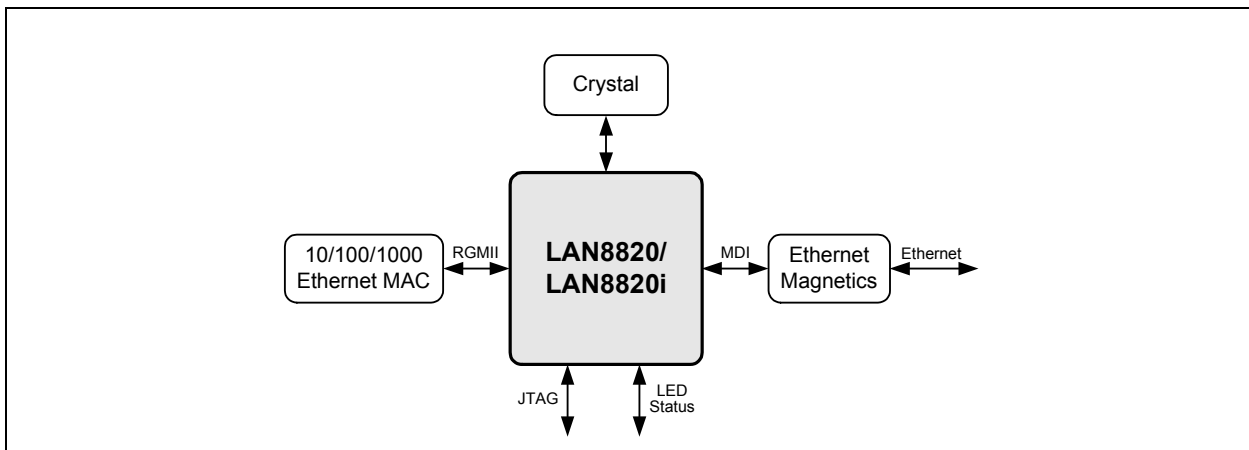 Crystal
10/100/1000
Ethernet MAC
RGMII
LAN8820/
LAN8820i
MDI
Ethernet
Magnetics
Ethernet
JTAG
LED
Status